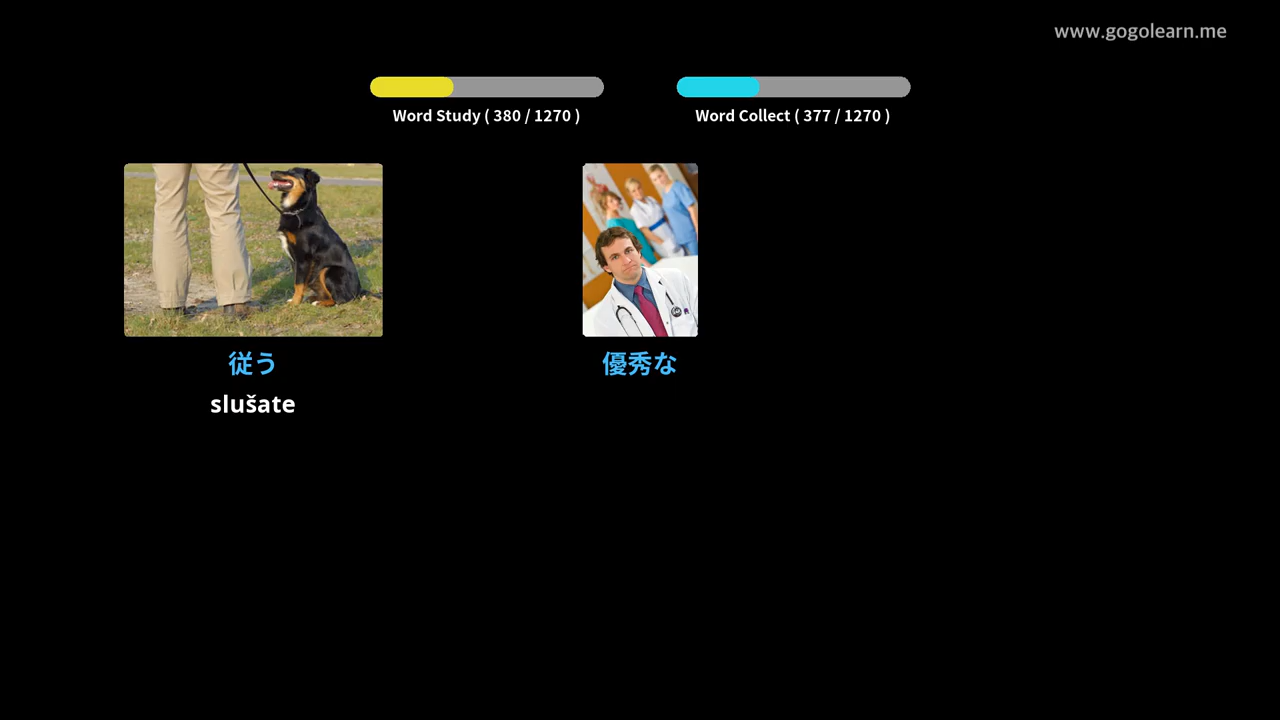 www.gogolearn.me
Word Study ( 380 / 1270 )
Word Collect ( 377 / 1270 )
従う
slušate
優秀な